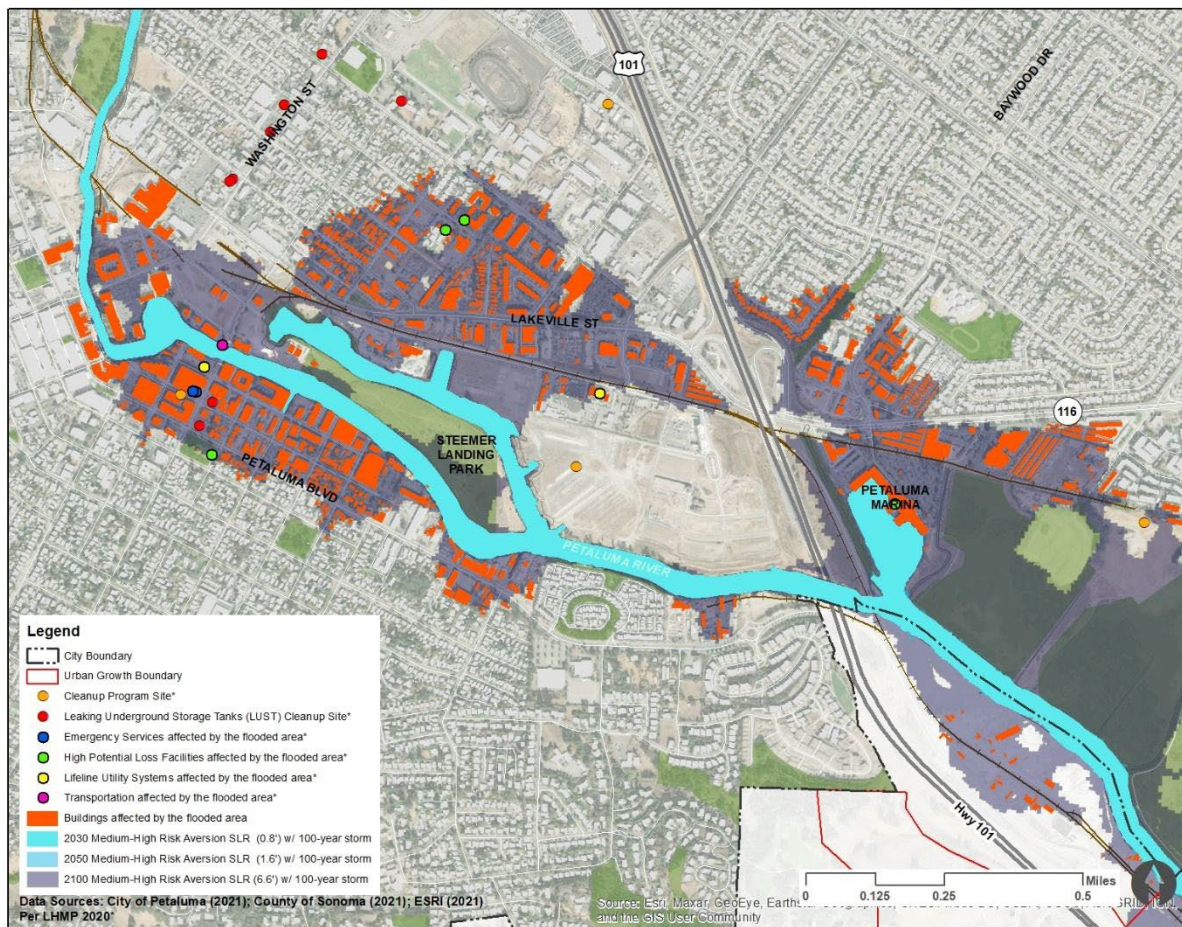 101
BAYWOOD DR
WASHINGTON ST
LAKEVILLE ST
116
STEEMER
LANDING
PARK
PETALUMA
MARINA
PETALUMA BLVD
PETALUMA RIVER
Hwy 101
Legend
City Boundary
Urban Growth Boundary
Cleanup Program Site*
Leaking Underground Storage Tanks (LUST) Cleanup Site*
Emergency Services affected by the flooded area*
High Potential Loss Facilities affected by the flooded area*
Lifeline Utility Systems affected by the flooded area*
Transportation affected by the flooded area*
Buildings affected by the flooded area
2030 Medium-High Risk Aversion SLR (0.8') w/ 100-year storm
2050 Medium-High Risk Aversion SLR (1.6') w/ 100-year storm
2100 Medium-High Risk Aversion SLR (6.6') w/ 100-year storm
Miles
0 0.125 0.25 0.5
Data Sources: City of Petaluma (2021); County of Sonoma (2021); ESRI (2021)
Per LHMP 2020*
Source: Esri, Maxar, GeoEye,
and the GIS User Community